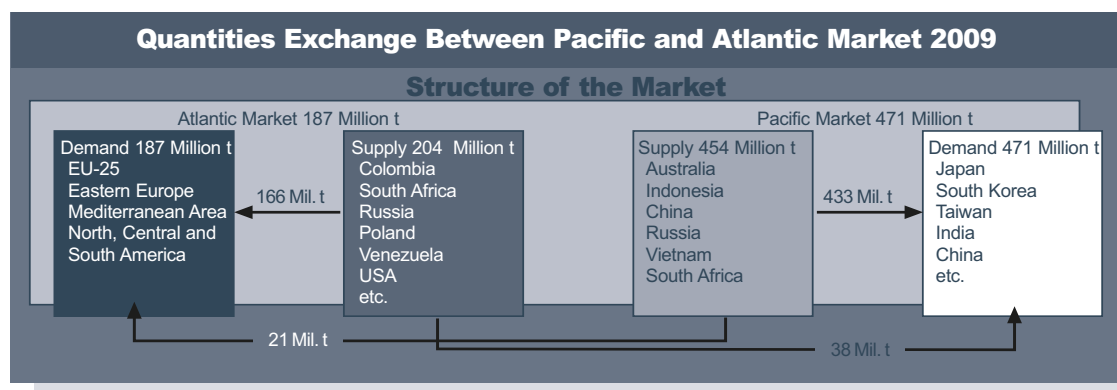 Quantities Exchange Between Pacific and Atlantic Market 2009
Structure of the Market
Atlantic Market 187 Million t
Pacific Market 471 Million t
Demand 187 Million t
EU-25
Eastern Europe
Mediterranean Area
North, Central and
South America
166 Mil. t
Supply 204 Million t
Colombia
South Africa
Russia
Poland
Venezuela
USA
etc.
Supply 454 Million t
Australia
Indonesia
China
Russia
Vietnam
South Africa
433 Mil. t
Demand 471 Million t
Japan
South Korea
Taiwan
India
China
etc.
21 Mil. t
38 Mil. t